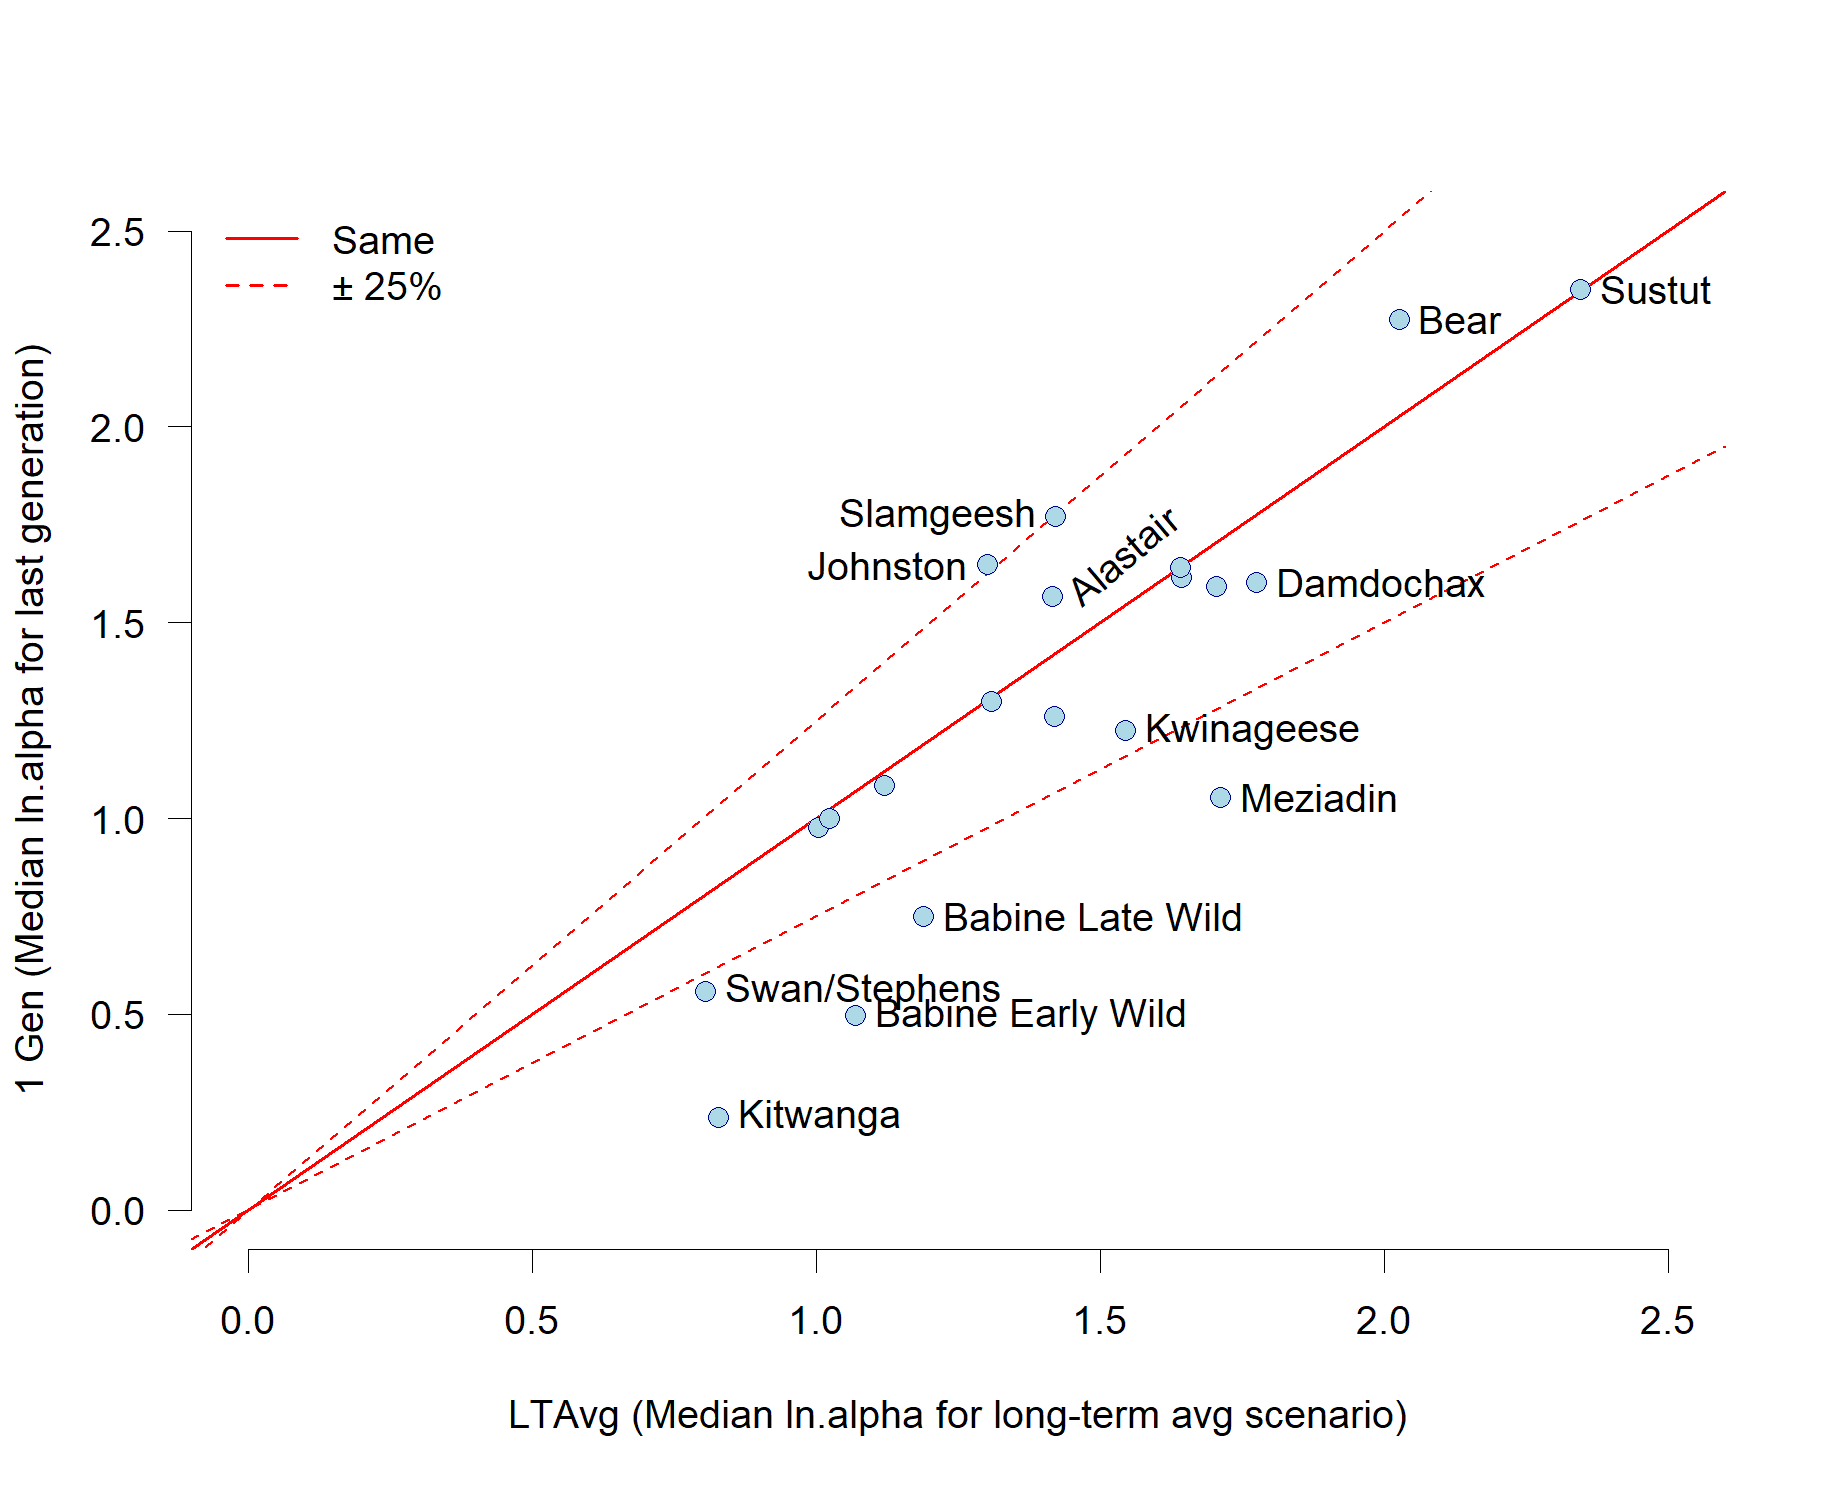 Same
± 25%
2.5
2.0
1.5
1.0
0.5
0.0
1 Gen (Median ln.alpha for last generation)
Sustut
Bear
Slamgeesh
Johnston
Alastair
Damdochax
Kwinageese
Meziadin
Babine Late Wild
Swan/Stephens
Babine Early Wild
Kitwanga
0.0 0.5 1.0 1.5 2.0 2.5
LTAvg (Median ln.alpha for long-term avg scenario)